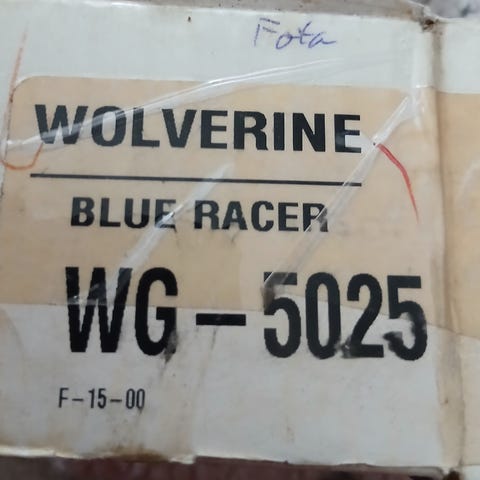 Fota
WOLVERINE
BLUE RACER
WG-5025
F-15-00